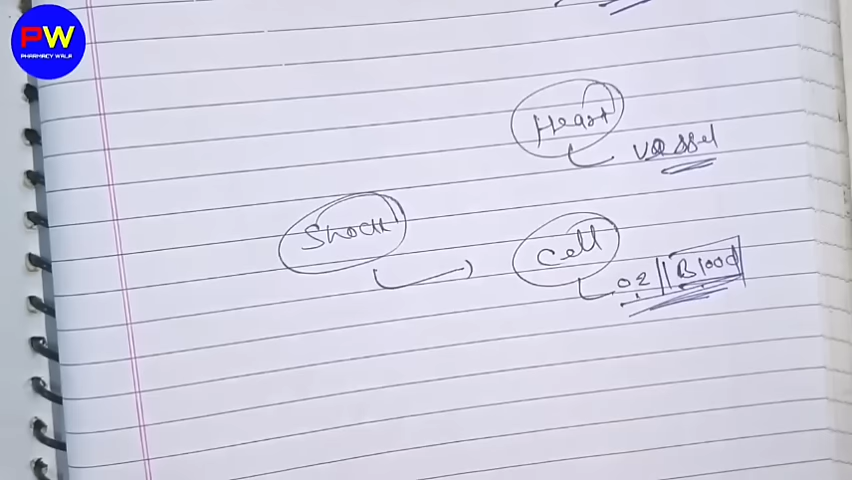 PW
PHARMACY WALA
Heart
vessel
Shock
Cell
O2 || Blood